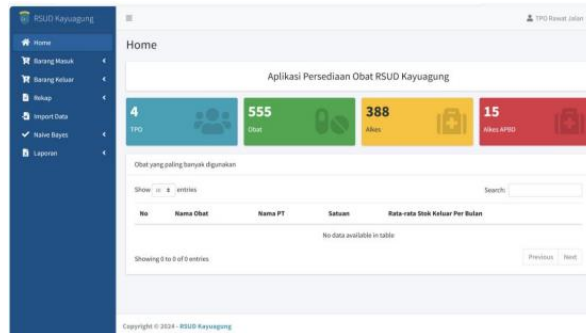 RSUD Kayuagung
TPO Rawat Jalan
Home
Barang Masuk
Barang Keluar
Rekap
Import Data
Naive Bayes
Laporan
Home
Aplikasi Persediaan Obat RSUD Kayuagung
4
TPO
555
Obat
388
Alkes
15
Alkes APBD
Obat yang paling banyak digunakan
Show 10 entries
Search:
No Nama Obat Nama PT Satuan Rata-rata Stok Keluar Per Bulan
No data available in table
Showing 0 to 0 of 0 entries
Previous Next
Copyright © 2024 - RSUD Kayuagung